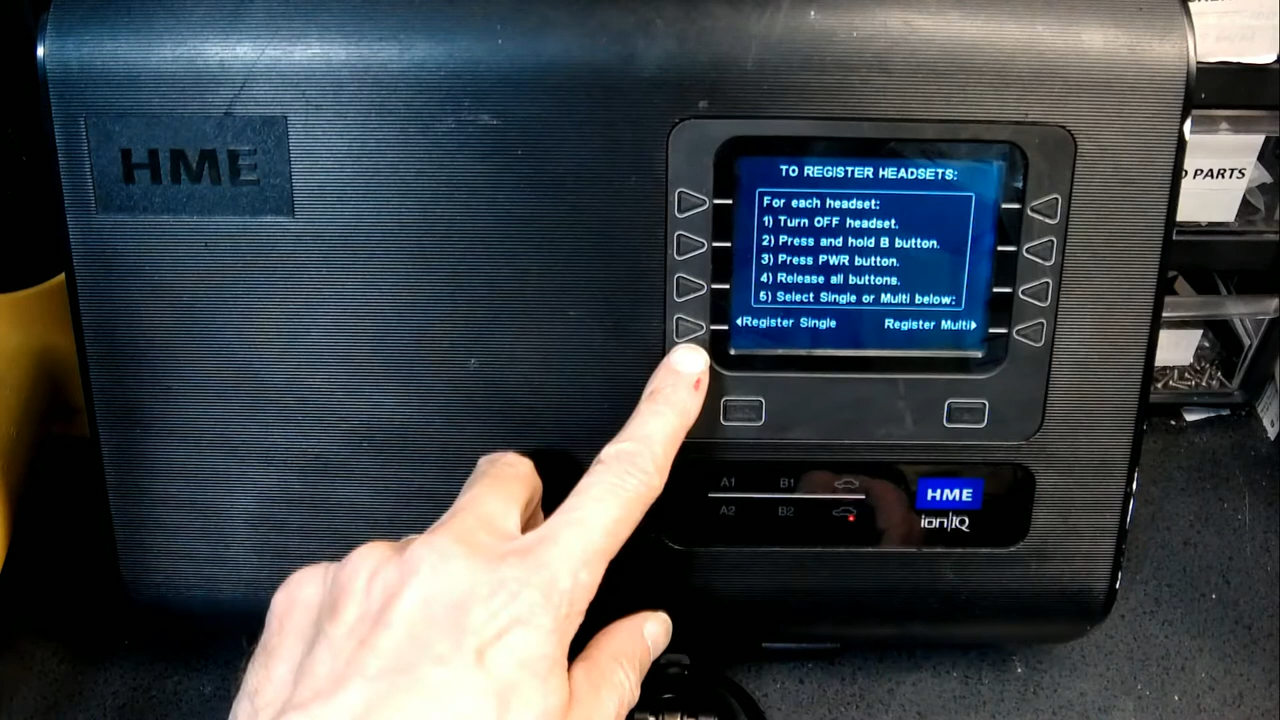 HME
TO REGISTER HEADSETS:
For each headset:
1) Turn OFF headset.
2) Press and hold B button.
3) Press PWR button.
4) Release all buttons.
5) Select Single or Multi below:
Register Single
Register Multi
A1 B1
A2 B2
HME
ion|IQ
PARTS